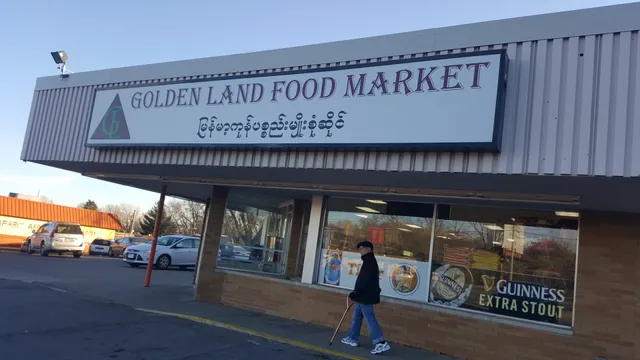 GOLDEN LAND FOOD MARKET
မြန်မာ့ကုန်ပစ္စည်းမျိုးစုံဆိုင်
GUINNESS
EXTRA STOUT